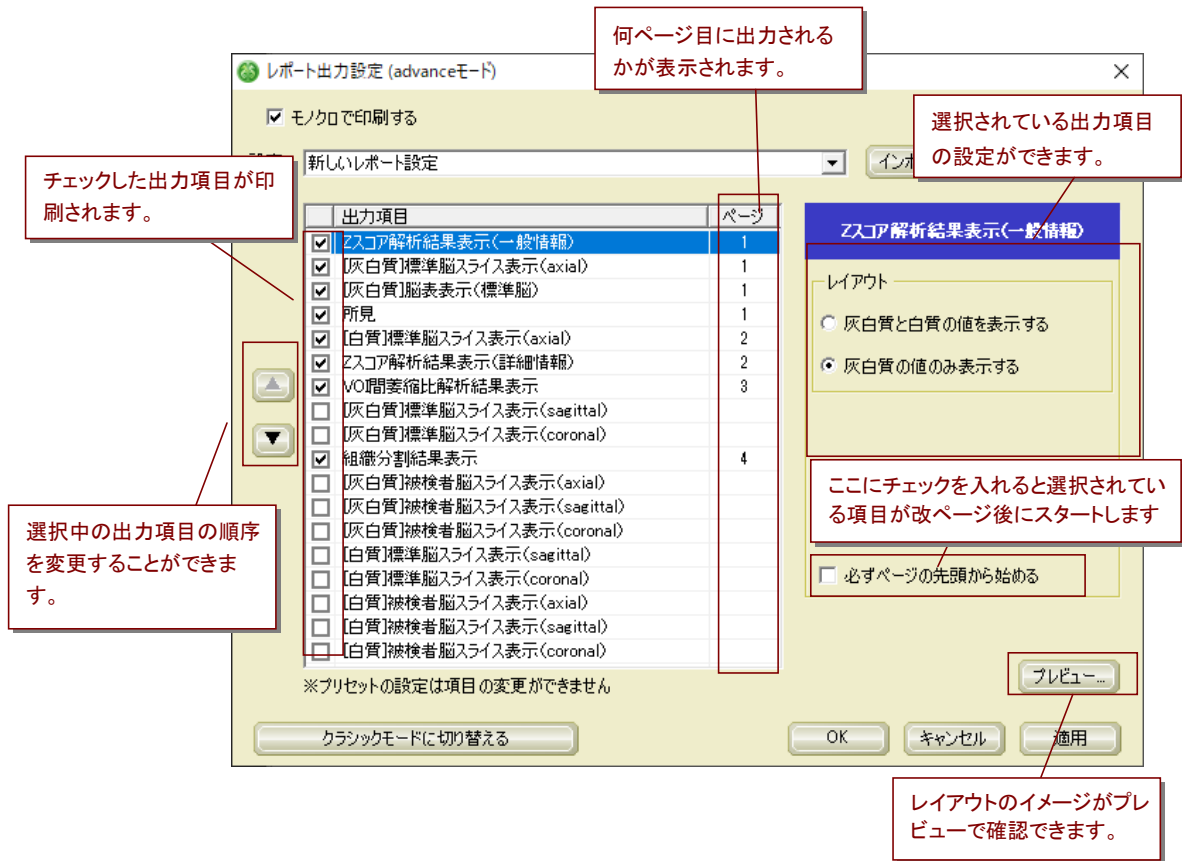 何ページ目に出力される
かが表示されます。
レポート出力設定 (advanceモード)
モノクロで印刷する
選択されている出力項目
の設定ができます。
新しいレポート設定
チェックした出力項目が印
刷されます。
出力項目 ページ
Zスコア解析結果表示(一般情報) 1
[灰白質]標準脳スライス表示(axial) 1
[灰白質]脳表表示(標準脳) 1
所見 1
[白質]標準脳スライス表示(axial) 2
Zスコア解析結果表示(詳細情報) 2
VOI間萎縮比解析結果表示 3
[灰白質]標準脳スライス表示(sagittal)
[灰白質]標準脳スライス表示(coronal)
組織分割結果表示 4
[灰白質]被検者脳スライス表示(axial)
[灰白質]被検者脳スライス表示(sagittal)
[灰白質]被検者脳スライス表示(coronal)
[白質]標準脳スライス表示(sagittal)
[白質]標準脳スライス表示(coronal)
[白質]被検者脳スライス表示(axial)
[白質]被検者脳スライス表示(sagittal)
[白質]被検者脳スライス表示(coronal)
Zスコア解析結果表示(一般情報)
レイアウト
灰白質と白質の値を表示する
灰白質の値のみ表示する
ここにチェックを入れると選択されてい
る項目が改ページ後にスタートします
必ずページの先頭から始める
選択中の出力項目の順序
を変更することができま
す。
※プリセットの設定は項目の変更ができません
プレビュー...
クラシックモードに切り替える
OK キャンセル 適用
レイアウトのイメージがプレ
ビューで確認できます。